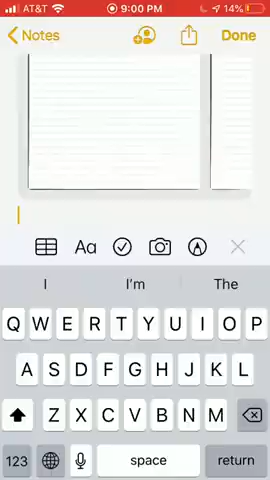 AT&T 9:00 PM 14%
Notes Done
Aa
I I'm The
Q W E R T Y U I O P
A S D F G H J K L
Z X C V B N M
123 space return